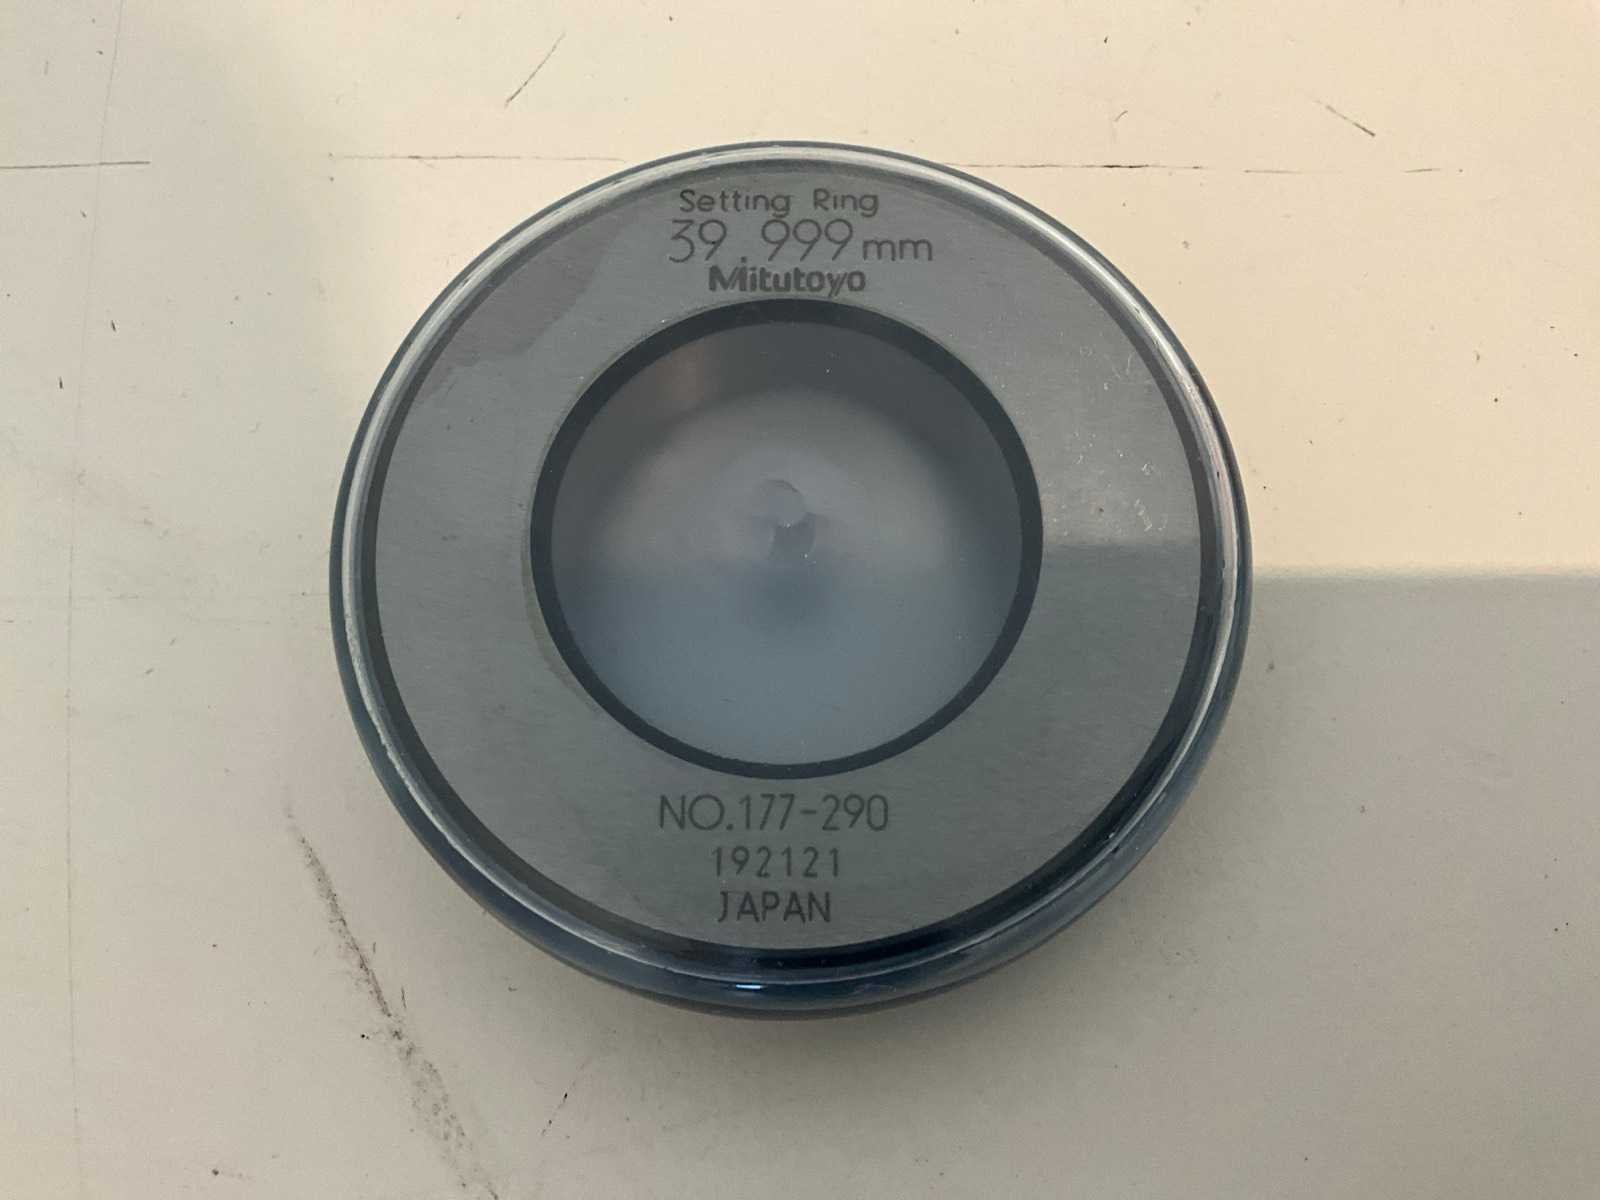 Setting Ring
39.999mm
Mitutoyo
NO.177-290
192121
JAPAN